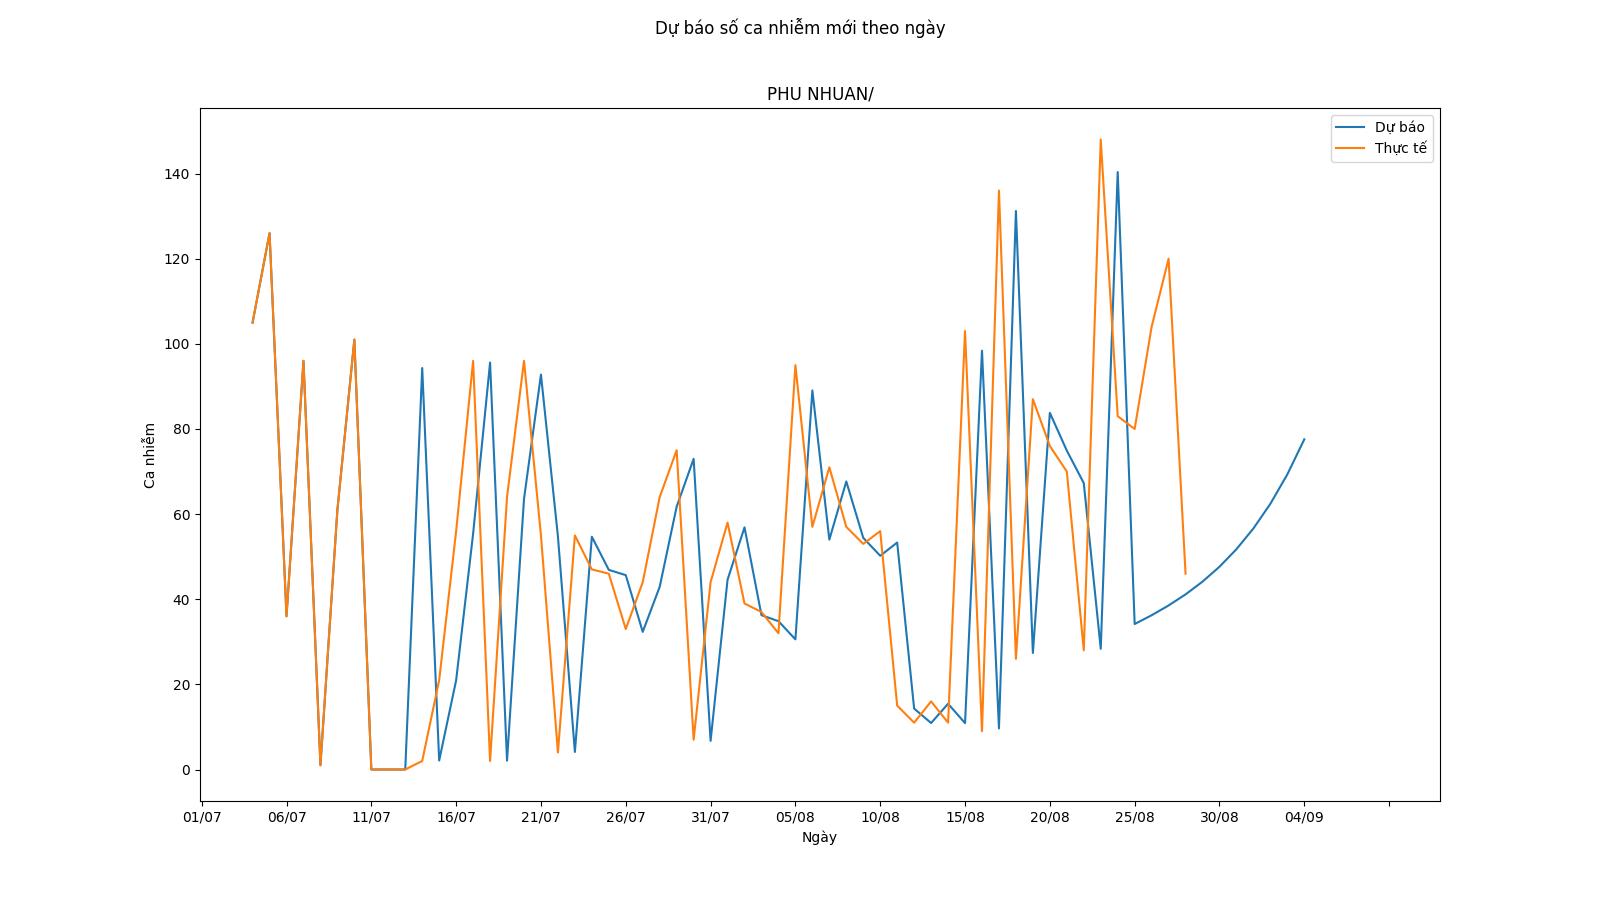 Dự báo số ca nhiễm mới theo ngày
PHU NHUAN/
Dự báo
Thực tế
140
120
100
80
60
40
20
0
Ca nhiễm
01/07 06/07 11/07 16/07 21/07 26/07 31/07 05/08 10/08 15/08 20/08 25/08 30/08 04/09
Ngày